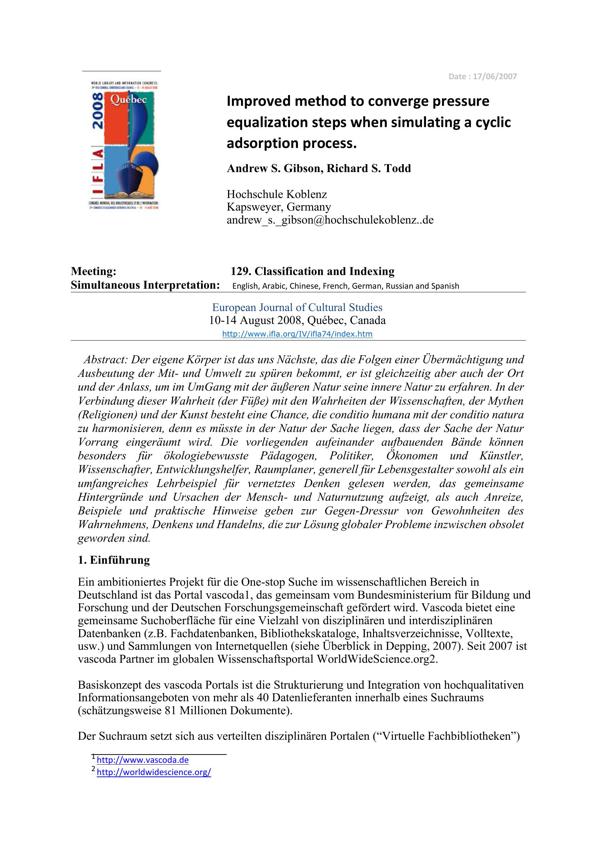 Date : 17/06/2007
WORLD LIBRARY AND INFORMATION CONGRESS:
Québec
IFLA 2008
Improved method to converge pressure
equalization steps when simulating a cyclic
adsorption process.
Andrew S. Gibson, Richard S. Todd
Hochschule Koblenz
Kapsweyer, Germany
andrew_s._gibson@hochschulekoblenz..de
Meeting: 129. Classification and Indexing
Simultaneous Interpretation: English, Arabic, Chinese, French, German, Russian and Spanish
European Journal of Cultural Studies
10-14 August 2008, Québec, Canada
http://www.ifla.org/IV/ifla74/index.htm
Abstract: Der eigene Körper ist das uns Nächste, das die Folgen einer Übermächtigung und
Ausbeutung der Mit- und Umwelt zu spüren bekommt, er ist gleichzeitig aber auch der Ort
und der Anlass, um im UmGang mit der äußeren Natur seine innere Natur zu erfahren. In der
Verbindung dieser Wahrheit (der Füße) mit den Wahrheiten der Wissenschaften, der Mythen
(Religionen) und der Kunst besteht eine Chance, die conditio humana mit der conditio natura
zu harmonisieren, denn es müsste in der Natur der Sache liegen, dass der Sache der Natur
Vorrang eingeräumt wird. Die vorliegenden aufeinander aufbauenden Bände können
besonders für ökologiebewusste Pädagogen, Politiker, Ökonomen und Künstler,
Wissenschafter, Entwicklungshelfer, Raumplaner, generell für Lebensgestalter sowohl als ein
umfangreiches Lehrbeispiel für vernetztes Denken gelesen werden, das gemeinsame
Hintergründe und Ursachen der Mensch- und Naturnutzung aufzeigt, als auch Anreize,
Beispiele und praktische Hinweise geben zur Gegen-Dressur von Gewohnheiten des
Wahrnehmens, Denkens und Handelns, die zur Lösung globaler Probleme inzwischen obsolet
geworden sind.
1. Einführung
Ein ambitioniertes Projekt für die One-stop Suche im wissenschaftlichen Bereich in
Deutschland ist das Portal vascoda1, das gemeinsam vom Bundesministerium für Bildung und
Forschung und der Deutschen Forschungsgemeinschaft gefördert wird. Vascoda bietet eine
gemeinsame Suchoberfläche für eine Vielzahl von disziplinären und interdisziplinären
Datenbanken (z.B. Fachdatenbanken, Bibliothekskataloge, Inhaltsverzeichnisse, Volltexte,
usw.) und Sammlungen von Internetquellen (siehe Überblick in Depping, 2007). Seit 2007 ist
vascoda Partner im globalen Wissenschaftsportal WorldWideScience.org2.
Basiskonzept des vascoda Portals ist die Strukturierung und Integration von hochqualitativen
Informationsangeboten von mehr als 40 Datenlieferanten innerhalb eines Suchraums
(schätzungsweise 81 Millionen Dokumente).
Der Suchraum setzt sich aus verteilten disziplinären Portalen (“Virtuelle Fachbibliotheken”)
1 http://www.vascoda.de
2 http://worldwidescience.org/